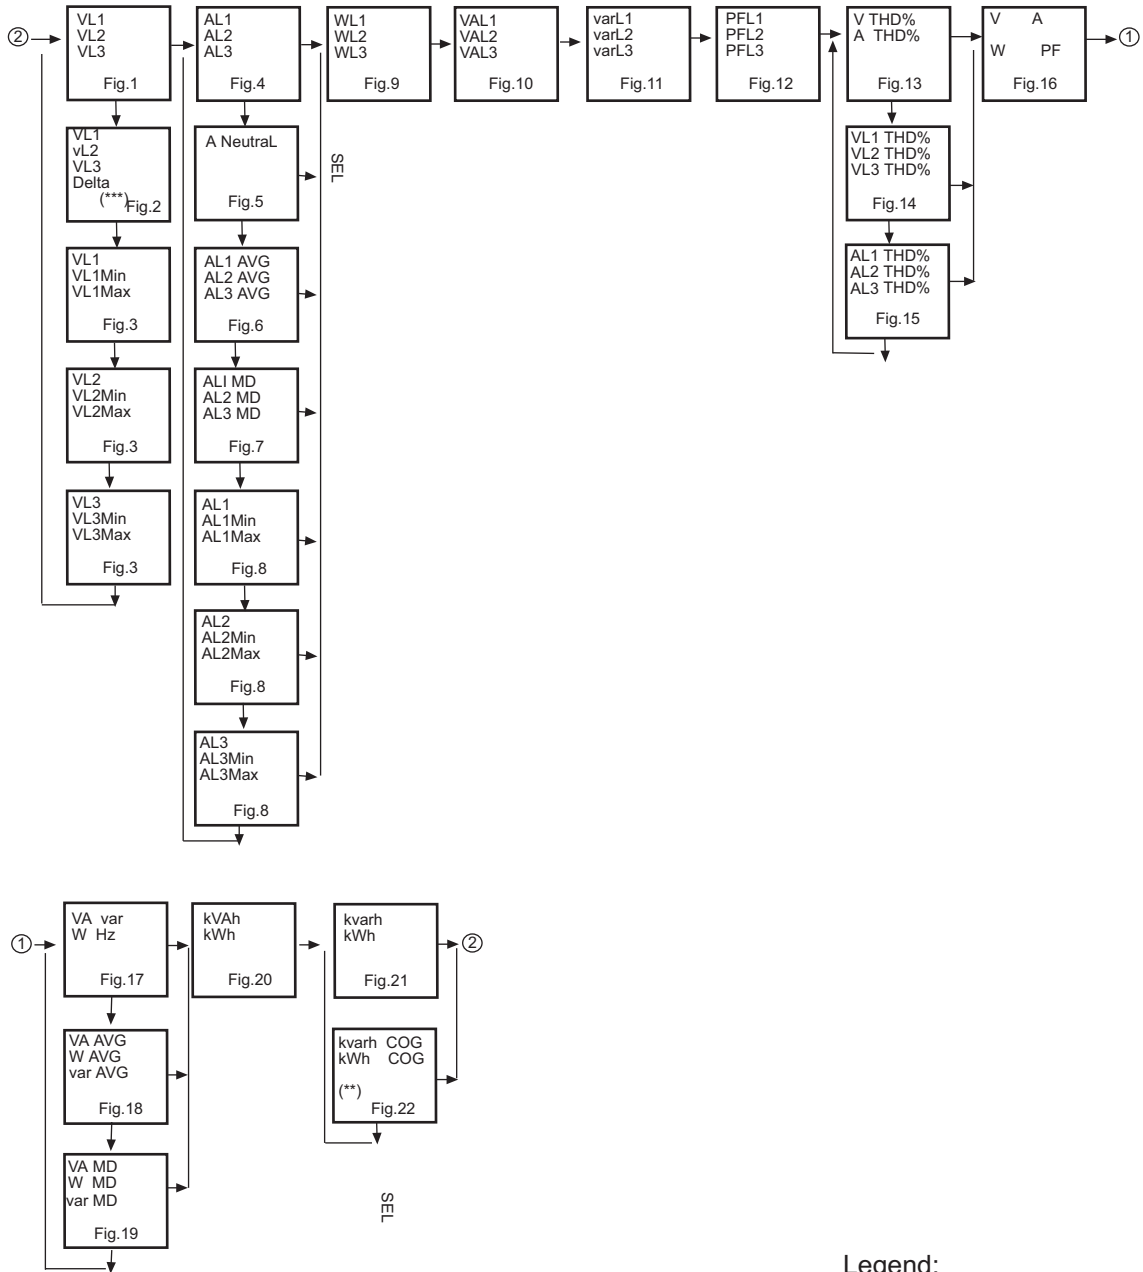 ②
VL1
VL2
VL3
Fig.1
AL1
AL2
AL3
Fig.4
WL1
WL2
WL3
Fig.9
VAL1
VAL2
VAL3
Fig.10
varL1
varL2
varL3
Fig.11
PFL1
PFL2
PFL3
Fig.12
V THD%
A THD%
Fig.13
V A
W PF
Fig.16
①
VL1
vL2
VL3
Delta
(***)
Fig.2
A NeutraL
Fig.5
SEL
VL1 THD%
VL2 THD%
VL3 THD%
Fig.14
VL1
VL1Min
VL1Max
Fig.3
AL1 AVG
AL2 AVG
AL3 AVG
Fig.6
AL1 THD%
AL2 THD%
AL3 THD%
Fig.15
VL2
VL2Min
VL2Max
Fig.3
ALI MD
AL2 MD
AL3 MD
Fig.7
VL3
VL3Min
VL3Max
Fig.3
AL1
AL1Min
AL1Max
Fig.8
AL2
AL2Min
AL2Max
Fig.8
AL3
AL3Min
AL3Max
Fig.8
①
VA var
W Hz
Fig.17
kVAh
kWh
Fig.20
kvarh
kWh
Fig.21
②
VA AVG
W AVG
var AVG
Fig.18
kvarh COG
kWh COG
(**)
Fig.22
VA MD
W MD
var MD
Fig.19
SEL
Legend: